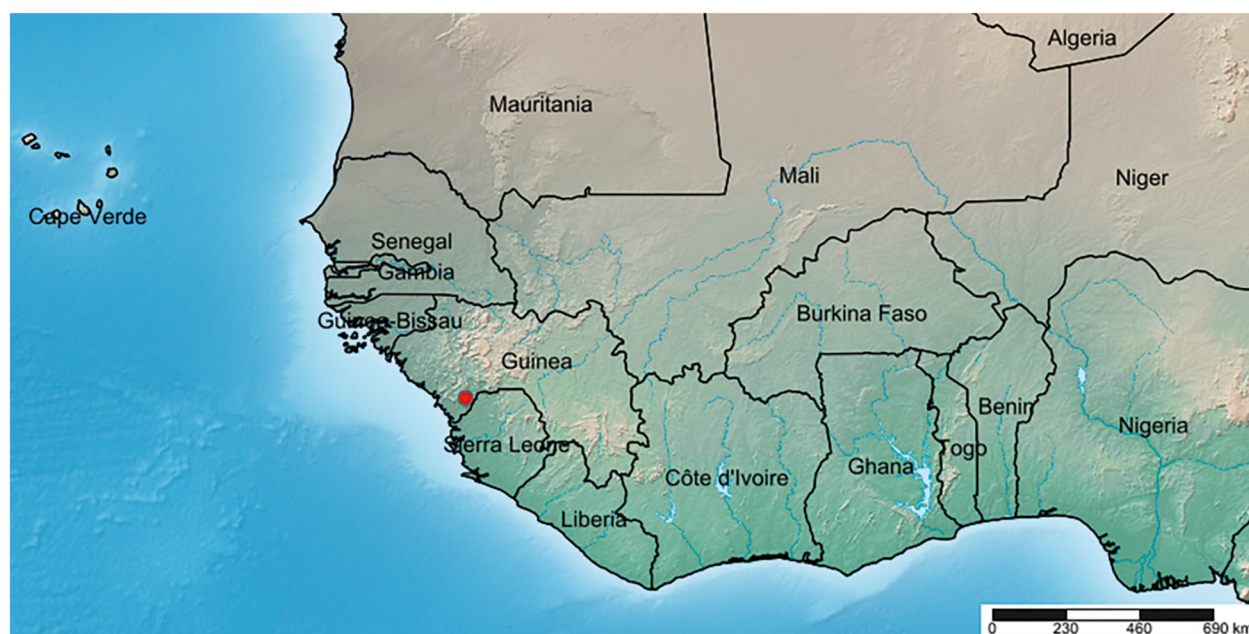 Algeria
Mauritania
Mali
Niger
Cape Verde
Senegal
Gambia
Guinea-Bissau
Burkina Faso
Guinea
Benin
Nigeria
Sierra Leone
Togo
Ghana
Côte d'Ivoire
Liberia
0 230 460 690 km